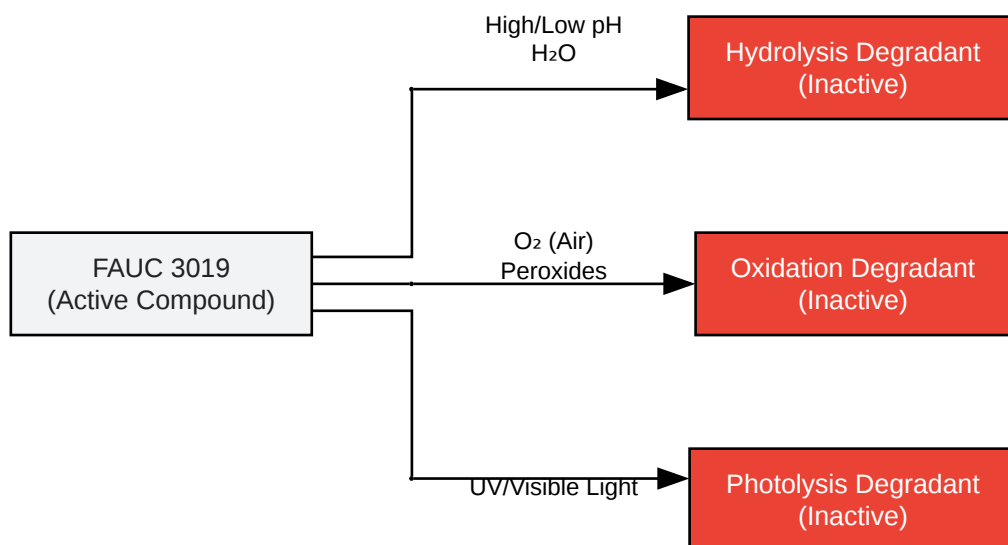 High/Low pH
H₂O
Hydrolysis Degradant
(Inactive)
FAUC 3019
(Active Compound)
O₂ (Air)
Peroxides
Oxidation Degradant
(Inactive)
UV/Visible Light
Photolysis Degradant
(Inactive)